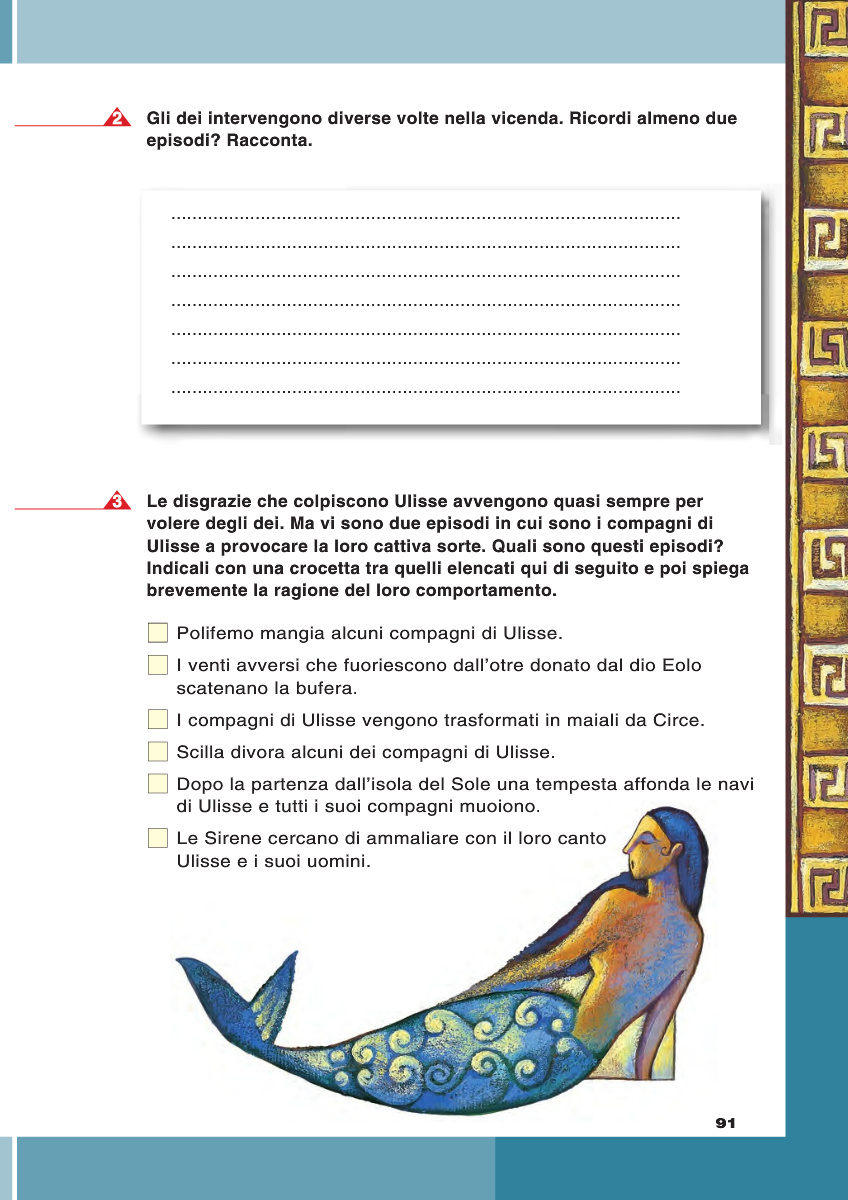 2 Gli dei intervengono diverse volte nella vicenda. Ricordi almeno due
episodi? Racconta.
................................................................................................
................................................................................................
................................................................................................
................................................................................................
................................................................................................
................................................................................................
................................................................................................
3 Le disgrazie che colpiscono Ulisse avvengono quasi sempre per
volere degli dei. Ma vi sono due episodi in cui sono i compagni di
Ulisse a provocare la loro cattiva sorte. Quali sono questi episodi?
Indicali con una crocetta tra quelli elencati qui di seguito e poi spiega
brevemente la ragione del loro comportamento.
Polifemo mangia alcuni compagni di Ulisse.
I venti avversi che fuoriescono dall’otre donato dal dio Eolo
scatenano la bufera.
I compagni di Ulisse vengono trasformati in maiali da Circe.
Scilla divora alcuni dei compagni di Ulisse.
Dopo la partenza dall’isola del Sole una tempesta affonda le navi
di Ulisse e tutti i suoi compagni muoiono.
Le Sirene cercano di ammaliare con il loro canto
Ulisse e i suoi uomini.
91